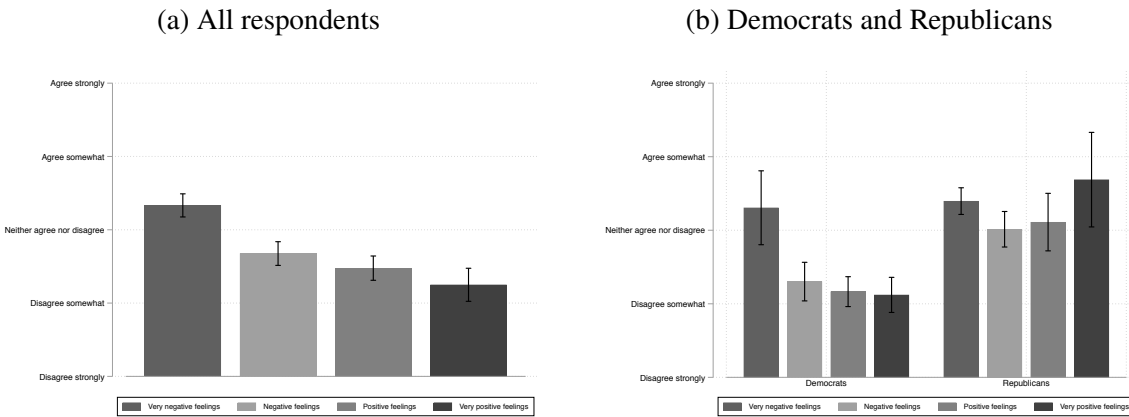 (a) All respondents
Agree strongly
Agree somewhat
Neither agree nor disagree
Disagree somewhat
Disagree strongly
Very negative feelings Negative feelings Positive feelings Very positive feelings
(b) Democrats and Republicans
Agree strongly
Agree somewhat
Neither agree nor disagree
Disagree somewhat
Disagree strongly
Democrats Republicans
Very negative feelings Negative feelings Positive feelings Very positive feelings